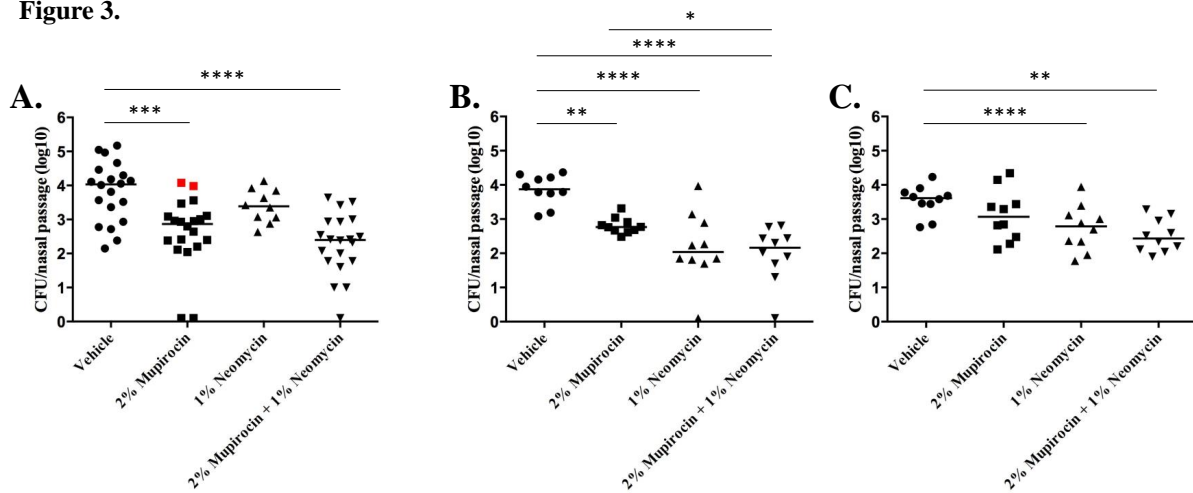 Figure 3.
A.
****
***
CFU/nasal passage (log10)
6
5
4
3
2
1
0
Vehicle
2% Mupirocin
1% Neomycin
2% Mupirocin + 1% Neomycin
B.
*
****
****
**
CFU/nasal passage (log10)
6
5
4
3
2
1
0
Vehicle
2% Mupirocin
1% Neomycin
2% Mupirocin + 1% Neomycin
C.
**
****
CFU/nasal passage (log10)
6
5
4
3
2
1
0
Vehicle
2% Mupirocin
1% Neomycin
2% Mupirocin + 1% Neomycin